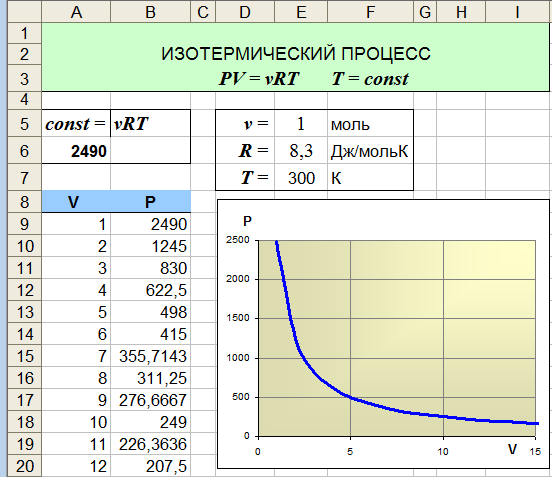 A B C D E F G H I
1
2 ИЗОТЕРМИЧЕСКИЙ ПРОЦЕСС
3 PV = νRT T = const
4
5 const = νRT ν = 1 моль
6 2490 R = 8,3 Дж/мольК
7 T = 300 К
8 V P
9 1 2490
10 2 1245
11 3 830
12 4 622,5
13 5 498
14 6 415
15 7 355,7143
16 8 311,25
17 9 276,6667
18 10 249
19 11 226,3636
20 12 207,5
P
2500
2000
1500
1000
500
0
0 5 10 15
V